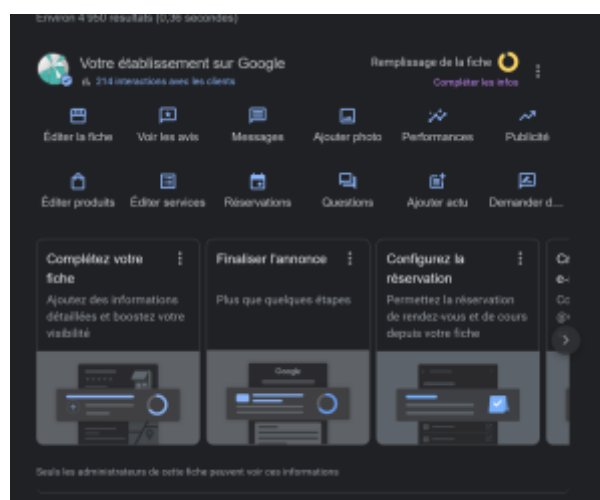 Environ 4 950 résultats (0,36 secondes)
Votre établissement sur Google
214 interactions avec les clients
Remplissage de la fiche
Compléter les infos
Éditer la fiche
Voir les avis
Messages
Ajouter photo
Performances
Publicité
Éditer produits
Éditer services
Réservations
Questions
Ajouter actu
Demander d...
Complétez votre
fiche
Ajoutez des informations
détaillées et boostez votre
visibilité
Finaliser l'annonce
Plus que quelques étapes
Configurez la
réservation
Permettez la réservation
de rendez-vous et de cours
depuis votre fiche
e-
Google
Seuls les administrateurs de cette fiche peuvent voir ces informations